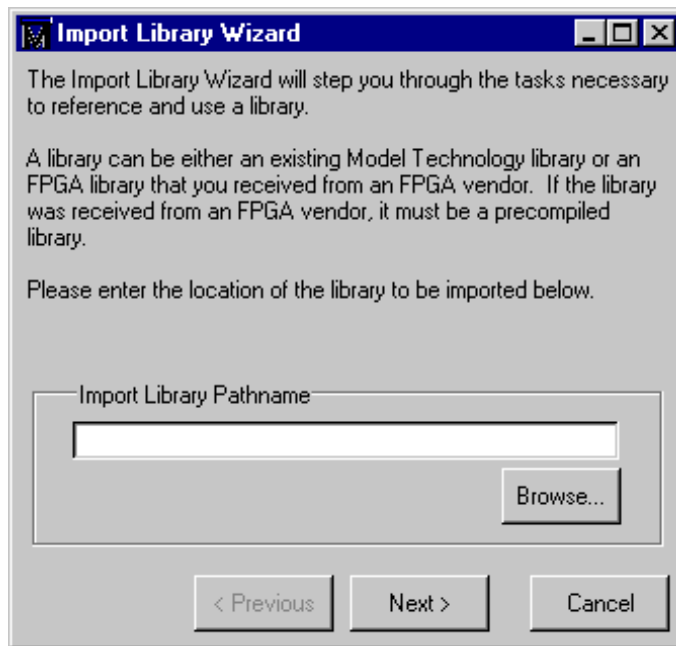 Import Library Wizard
The Import Library Wizard will step you through the tasks necessary
to reference and use a library.
A library can be either an existing Model Technology library or an
FPGA library that you received from an FPGA vendor.  If the library
was received from an FPGA vendor, it must be a precompiled
library.
Please enter the location of the library to be imported below.
Import Library Pathname
Browse...
< Previous
Next >
Cancel